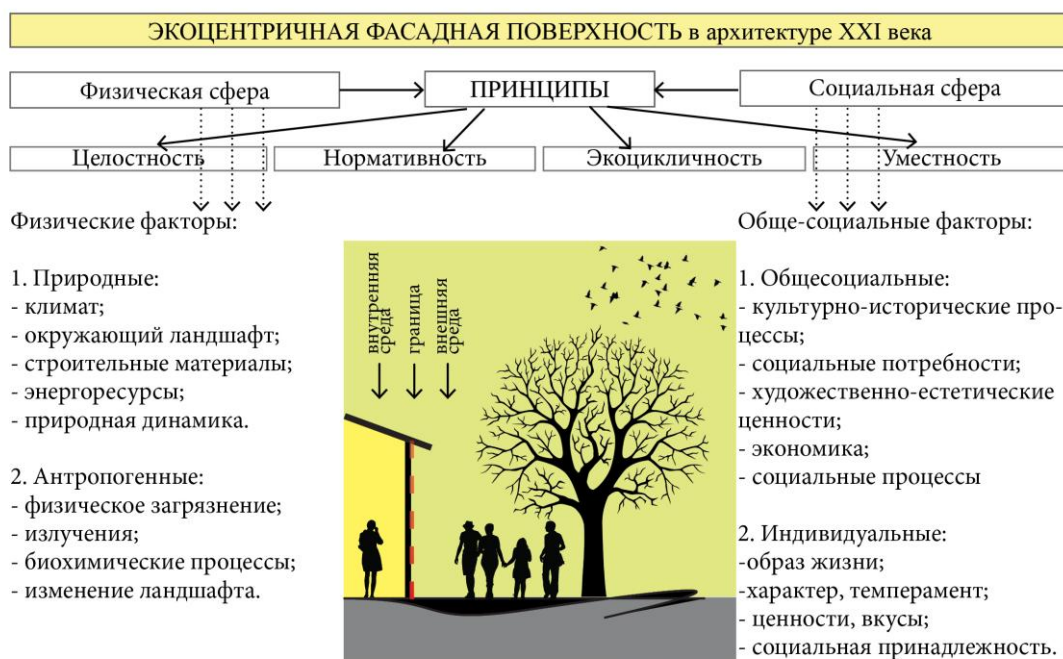 ЭКОЦЕНТРИЧНАЯ ФАСАДНАЯ ПОВЕРХНОСТЬ в архитектуре XXI века
Физическая сфера
ПРИНЦИПЫ
Социальная сфера
Целостность
Нормативность
Экоцикличность
Уместность
Физические факторы:
1. Природные:
- климат;
- окружающий ландшафт;
- строительные материалы;
- энергоресурсы;
- природная динамика.
2. Антропогенные:
- физическое загрязнение;
- излучения;
- биохимические процессы;
- изменение ландшафта.
внутренняя
среда
граница
внешняя
среда
Обще-социальные факторы:
1. Общесоциальные:
- культурно-исторические про-
цессы;
- социальные потребности;
- художественно-естетические
ценности;
- экономика;
- социальные процессы
2. Индивидуальные:
-образ жизни;
-характер, темперамент;
- ценности, вкусы;
- социальная принадлежность.